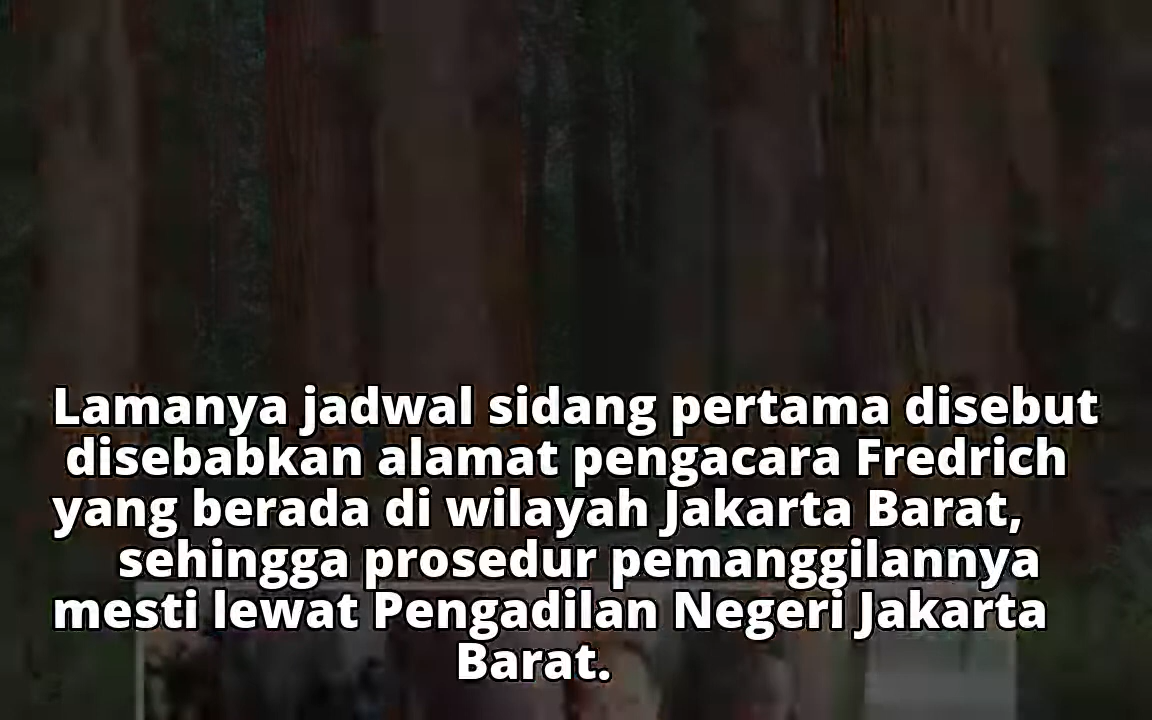 Lamanya jadwal sidang pertama disebut
disebabkan alamat pengacara Fredrich
yang berada di wilayah Jakarta Barat,
sehingga prosedur pemanggilannya
mesti lewat Pengadilan Negeri Jakarta
Barat.